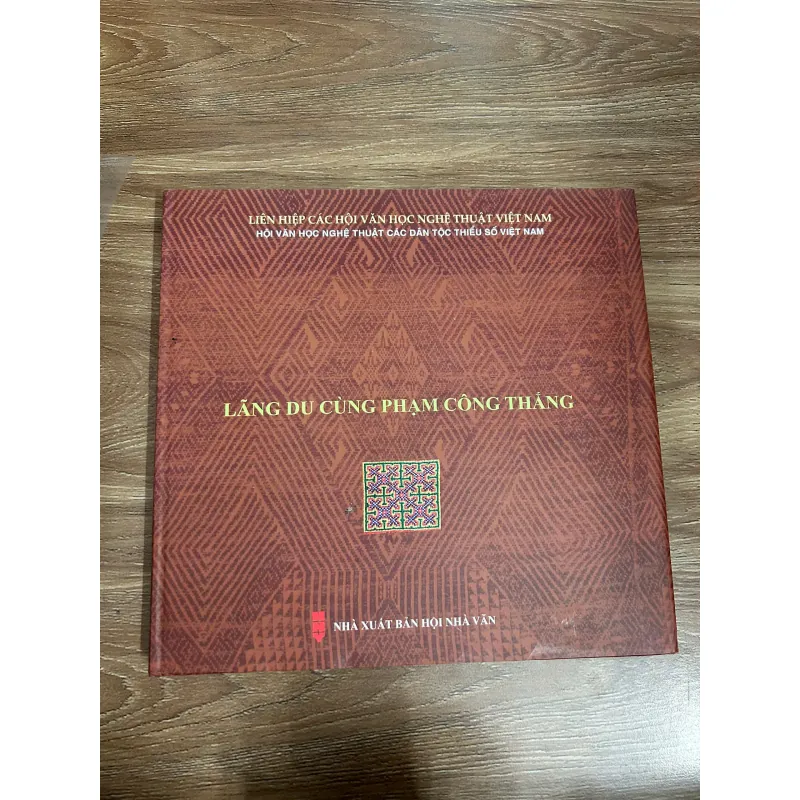 LIÊN HIỆP CÁC HỘI VĂN HỌC NGHỆ THUẬT VIỆT NAM
HỘI VĂN HỌC NGHỆ THUẬT CÁC DÂN TỘC THIỂU SỐ VIỆT NAM
LÃNG DU CÙNG PHẠM CÔNG THẮNG
NHÀ XUẤT BẢN HỘI NHÀ VĂN